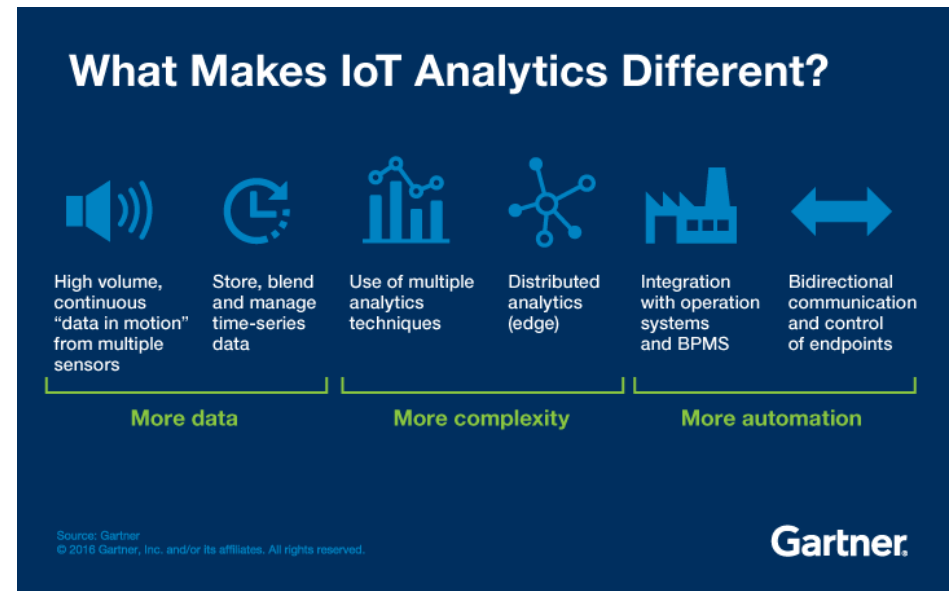 What Makes IoT Analytics Different?
High volume,
continuous
“data in motion”
from multiple
sensors
Store, blend
and manage
time-series
data
Use of multiple
analytics
techniques
Distributed
analytics
(edge)
Integration
with operation
systems
and BPMS
Bidirectional
communication
and control
of endpoints
More data
More complexity
More automation
Source: Gartner
© 2016 Gartner, Inc. and/or its affiliates. All rights reserved.
Gartner.